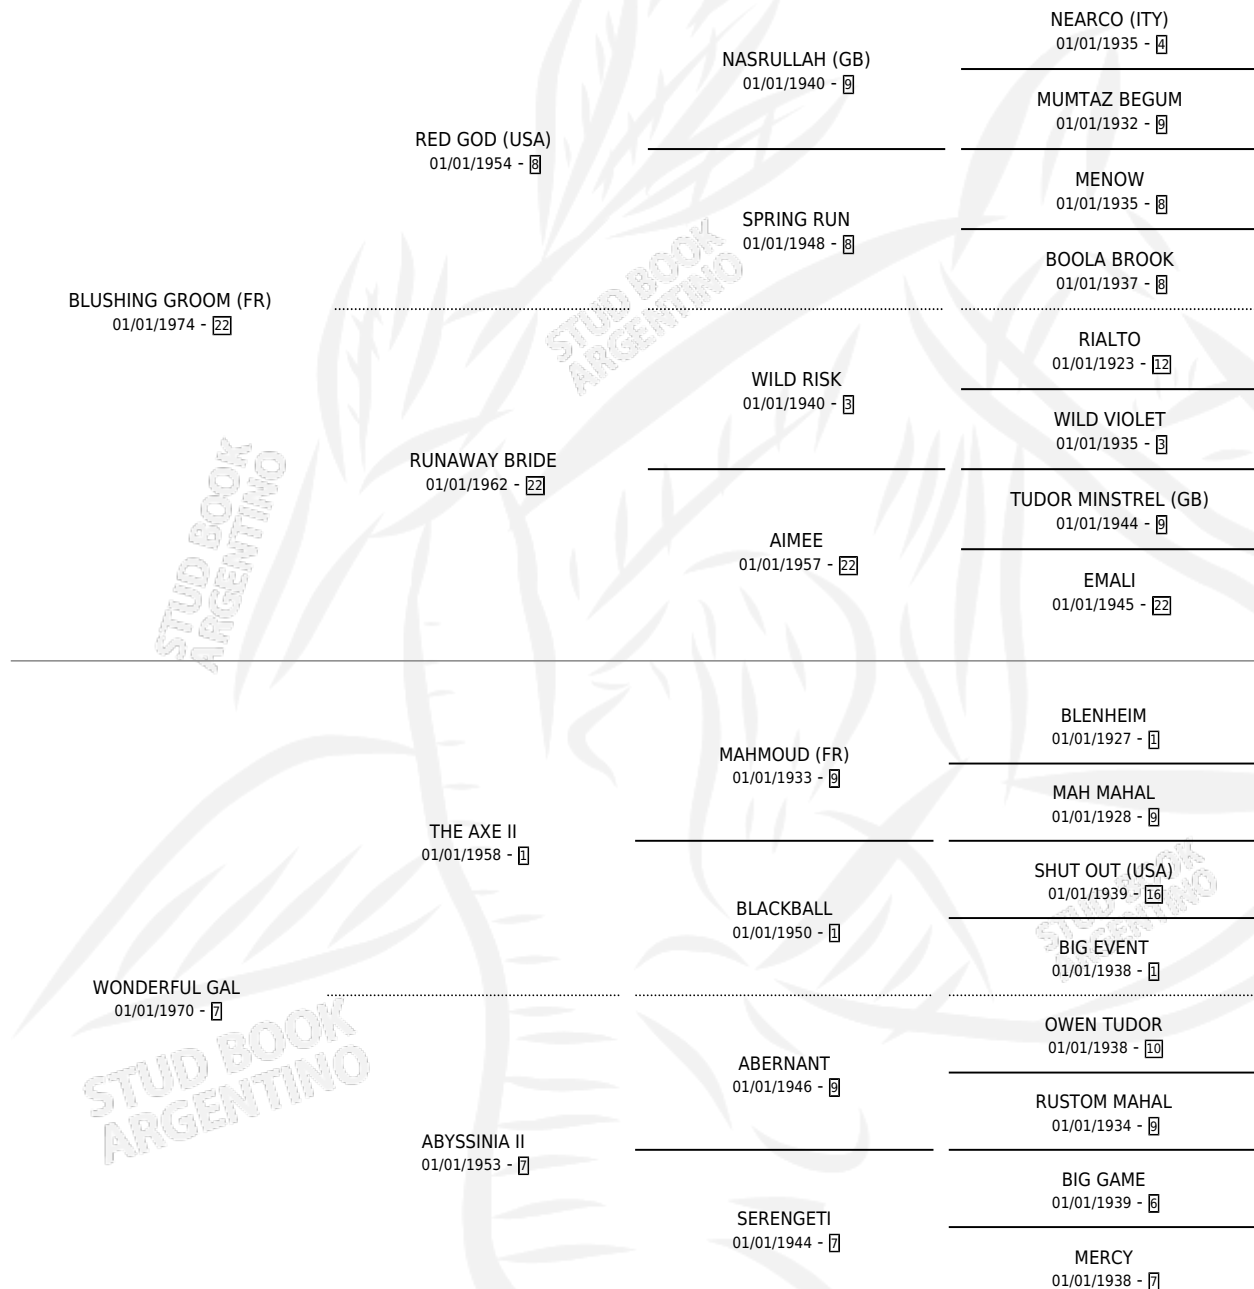 NEARCO (ITY)
01/01/1935 - 4
NASRULLAH (GB)
01/01/1940 - 9
MUMTAZ BEGUM
01/01/1932 - 9
RED GOD (USA)
01/01/1954 - 8
MENOW
01/01/1935 - 8
SPRING RUN
01/01/1948 - 8
BOOLA BROOK
01/01/1937 - 8
BLUSHING GROOM (FR)
01/01/1974 - 22
STUD BOOK
ARGENTINO
RIALTO
01/01/1923 - 12
WILD RISK
01/01/1940 - 3
WILD VIOLET
01/01/1935 - 3
RUNAWAY BRIDE
01/01/1962 - 22
TUDOR MINSTREL (GB)
01/01/1944 - 9
AIMEE
01/01/1957 - 22
EMALI
01/01/1945 - 22
STUD BOOK
ARGENTINO
BLENHEIM
01/01/1927 - 1
MAHMOUD (FR)
01/01/1933 - 9
MAH MAHAL
01/01/1928 - 9
THE AXE II
01/01/1958 - 1
SHUT OUT (USA)
01/01/1939 - 16
BLACKBALL
01/01/1950 - 1
STUD BOOK
ARGENTINO
BIG EVENT
01/01/1938 - 1
WONDERFUL GAL
01/01/1970 - 7
STUD BOOK
ARGENTINO
OWEN TUDOR
01/01/1938 - 10
ABERNANT
01/01/1946 - 9
RUSTOM MAHAL
01/01/1934 - 9
ABYSSINIA II
01/01/1953 - 7
BIG GAME
01/01/1939 - 6
SERENGETI
01/01/1944 - 7
MERCY
01/01/1938 - 7